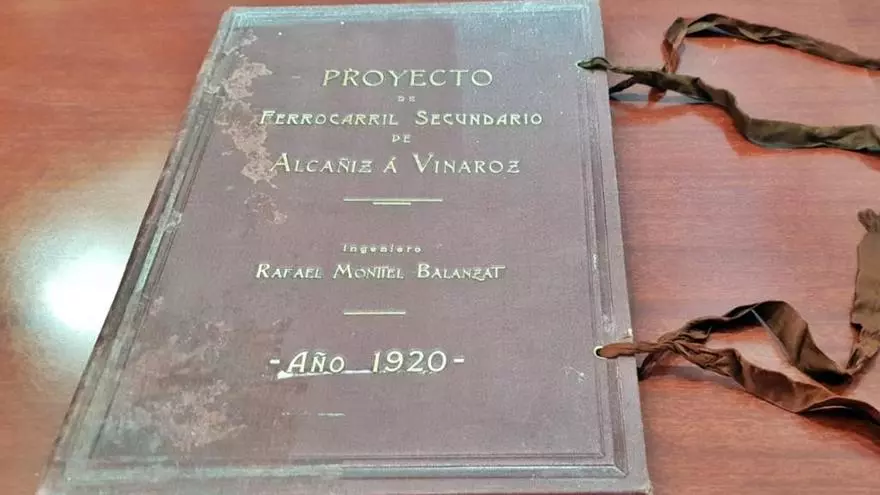 PROYECTO
DE
FERROCARRIL SECUNDARIO
DE
ALCAÑIZ Á VINAROZ
Ingeniero
RAFAEL MONTIEL BALANZAT
- AÑO 1920 -